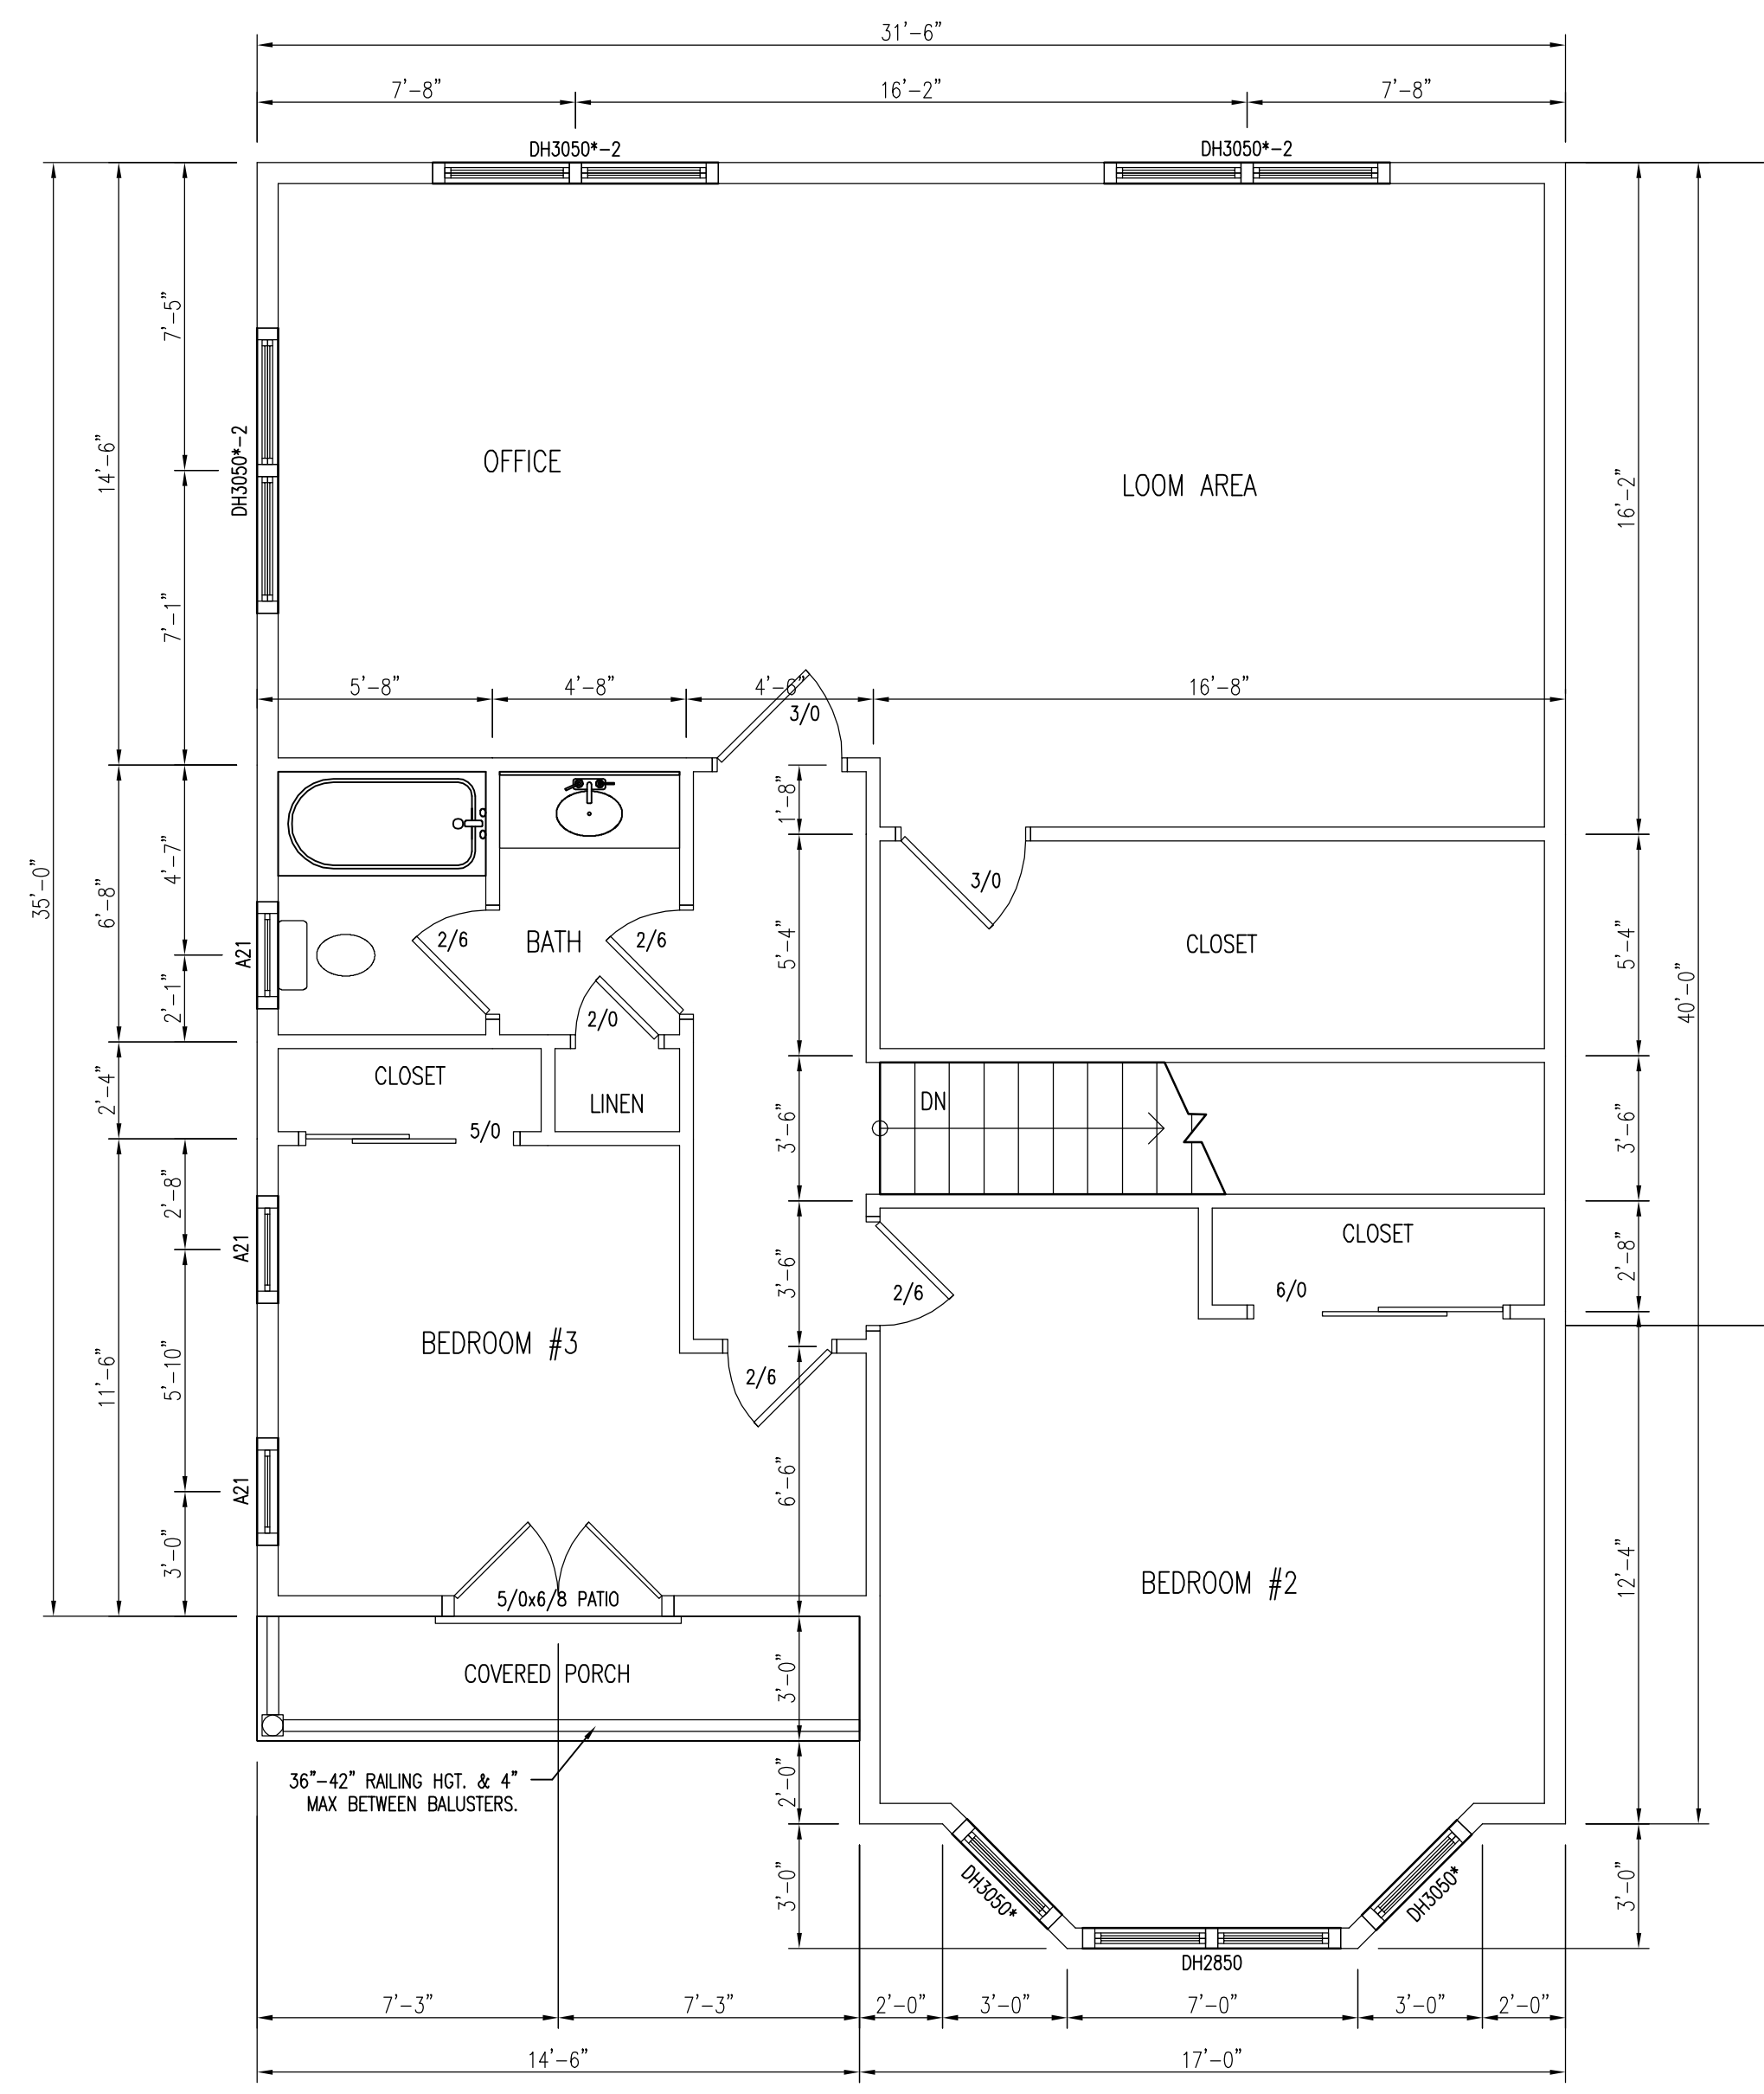 31'-6"
7'-8"
16'-2"
7'-8"
DH3050*-2
DH3050*-2
7'-5"
14'-6"
DH3050*-2
OFFICE
LOOM AREA
16'-2"
7'-1"
5'-8"
4'-8"
4'-6"
16'-8"
3/0
1'-8"
35'-0"
6'-8"
4'-7"
3/0
2/6
BATH
2/6
A21
5'-4"
CLOSET
5'-4"
40'-0"
2'-1"
2/0
CLOSET
2'-4"
LINEN
5/0
DN
3'-6"
3'-6"
2'-8"
A21
3'-6"
2/6
CLOSET
6/0
2'-8"
BEDROOM #3
11'-6"
5'-10"
2/6
A21
6'-6"
3'-0"
5/0x6/8 PATIO
BEDROOM #2
12'-4"
COVERED PORCH
3'-0"
36"-42" RAILING HGT. & 4"
MAX BETWEEN BALUSTERS.
2'-0"
3'-0"
DH3050*
DH3050*
3'-0"
DH2850
7'-3"
7'-3"
2'-0"
3'-0"
7'-0"
3'-0"
2'-0"
14'-6"
17'-0"